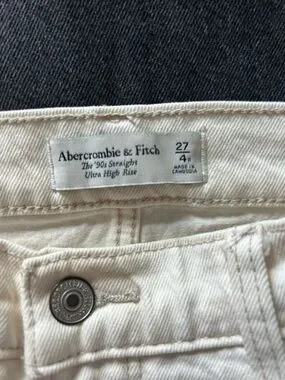 Abercrombie & Fitch
The '90s Straight
Ultra High Rise
27
4R
MADE IN
CAMBODIA